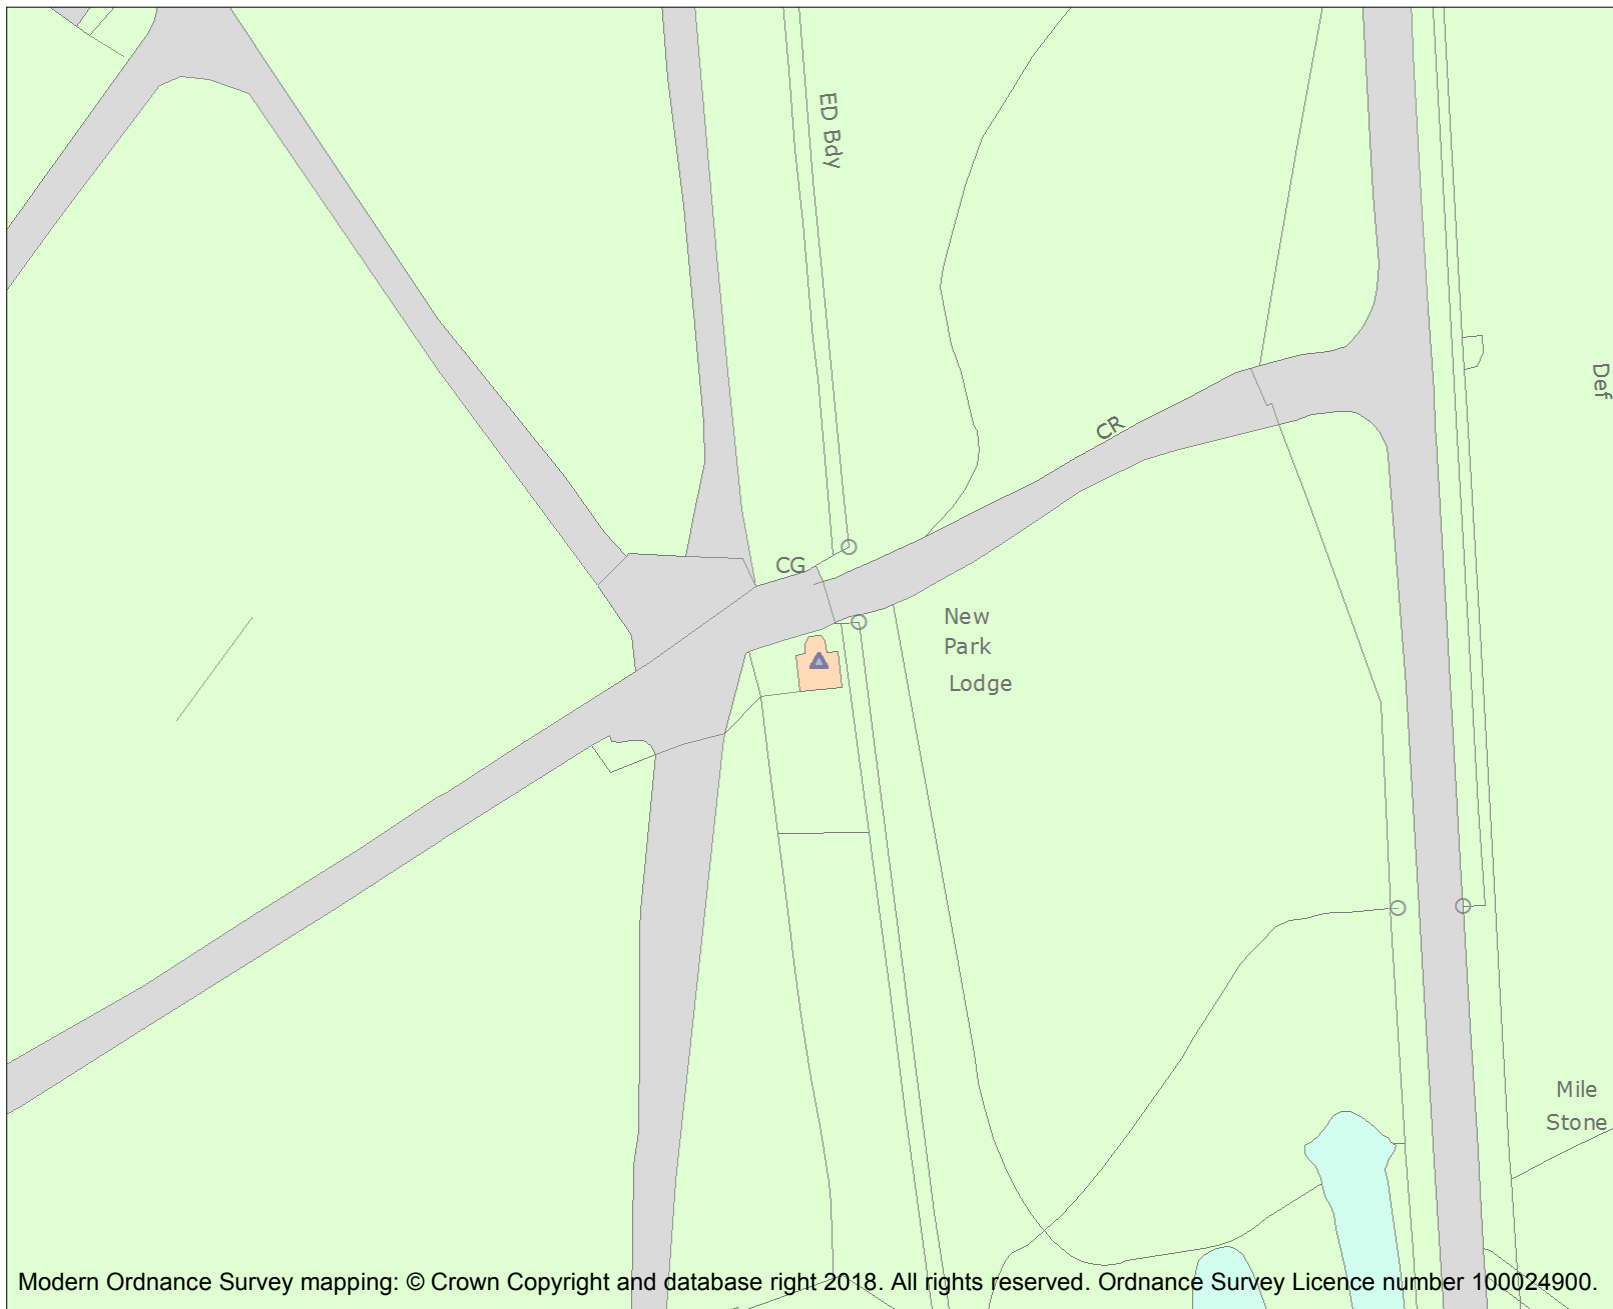 ED Bdy
Def
CR
CG
New
Park
Lodge
Mile
Stone
Modern Ordnance Survey mapping: © Crown Copyright and database right 2018. All rights reserved. Ordnance Survey Licence number 100024900.